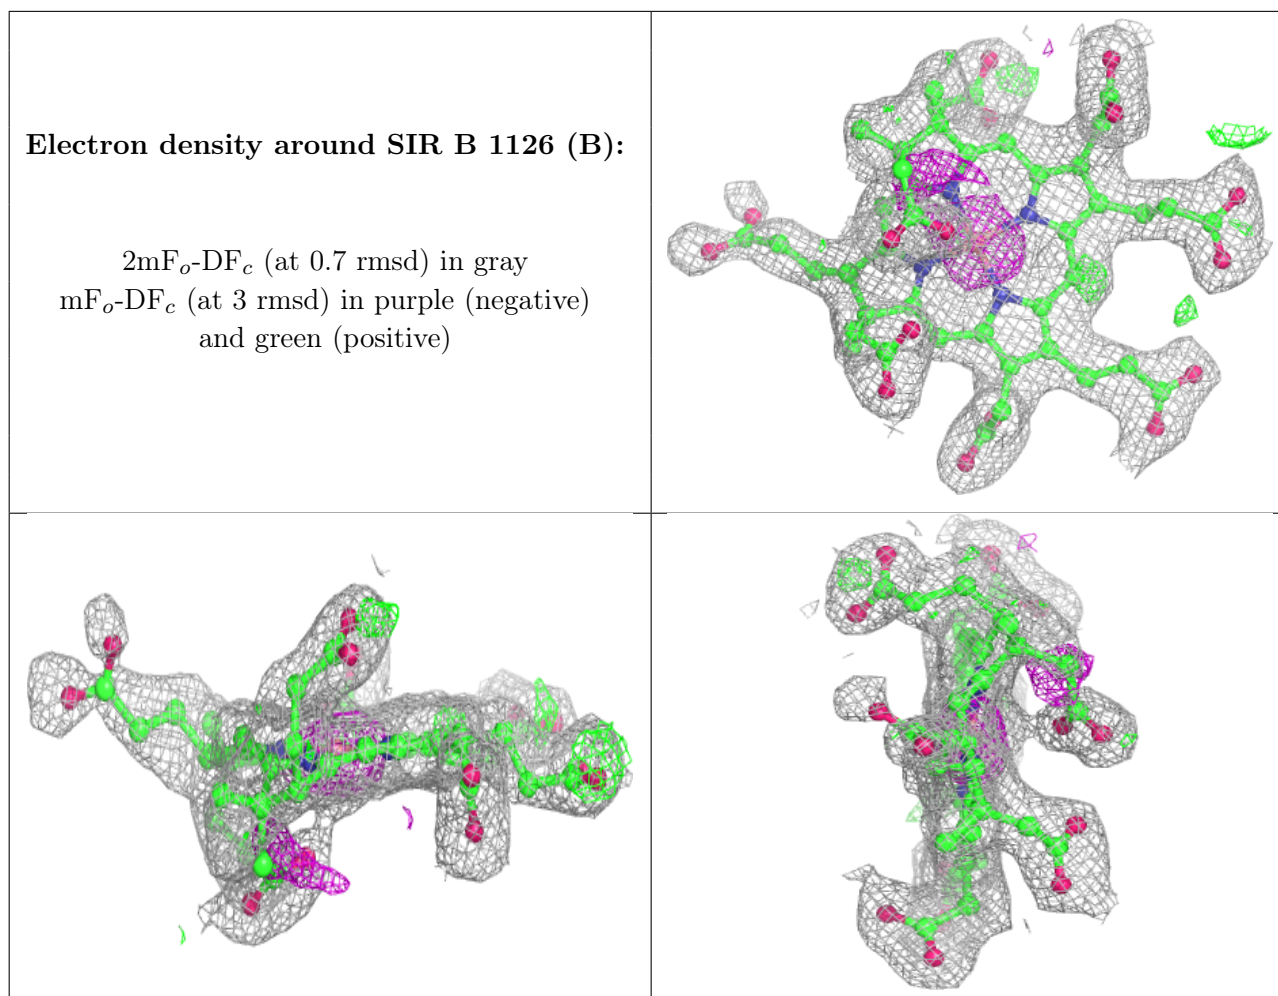 Electron density around SIR B 1126 (B):
2mFₒ-DF𝒸 (at 0.7 rmsd) in gray
mFₒ-DF𝒸 (at 3 rmsd) in purple (negative)
and green (positive)